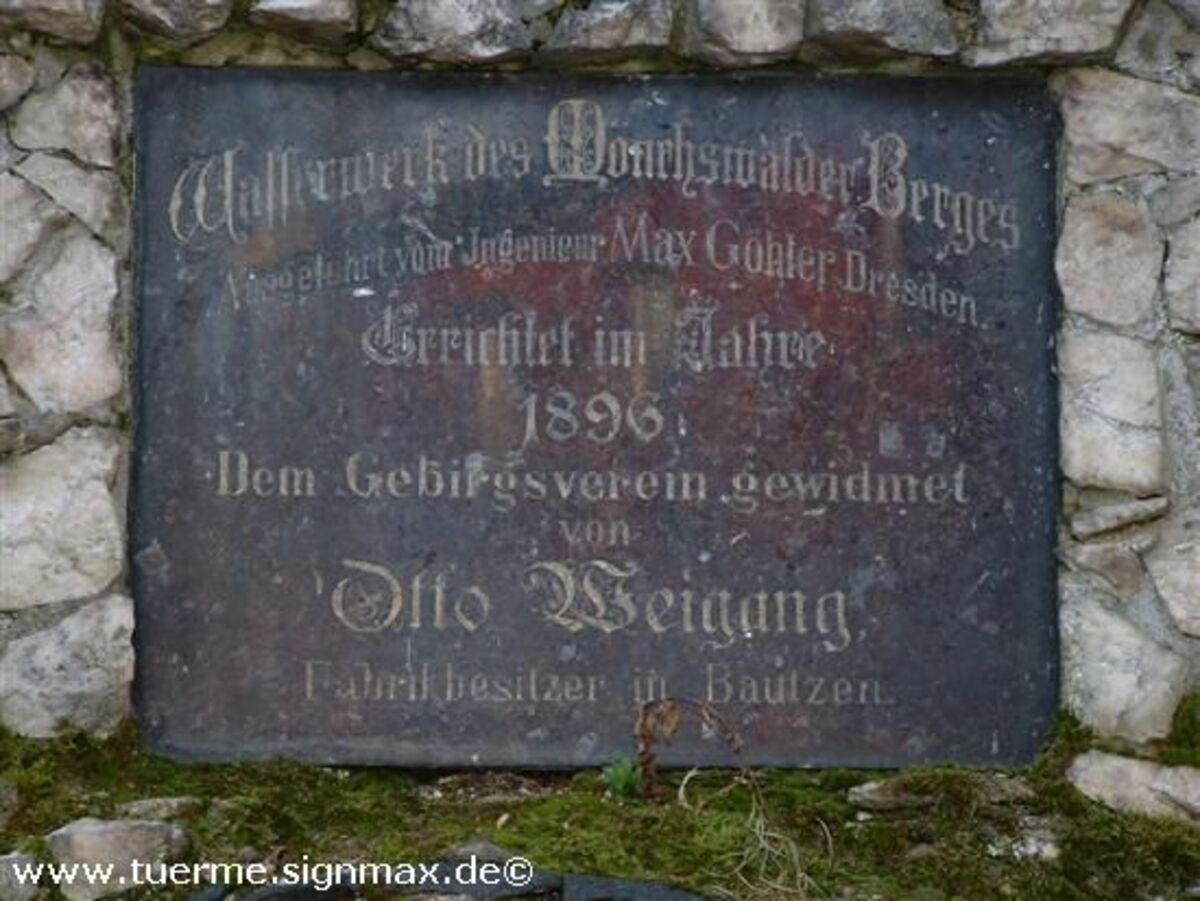 Wasserwerk des Mönchswalder Berges
Ausgeführt vom Ingenieur Max Göhler, Dresden.
Errichtet im Jahre
1896
Dem Gebirgsverein gewidmet
von
Otto Weigang,
Fabrikbesitzer in Bautzen.
www.tuerme.signmax.de©